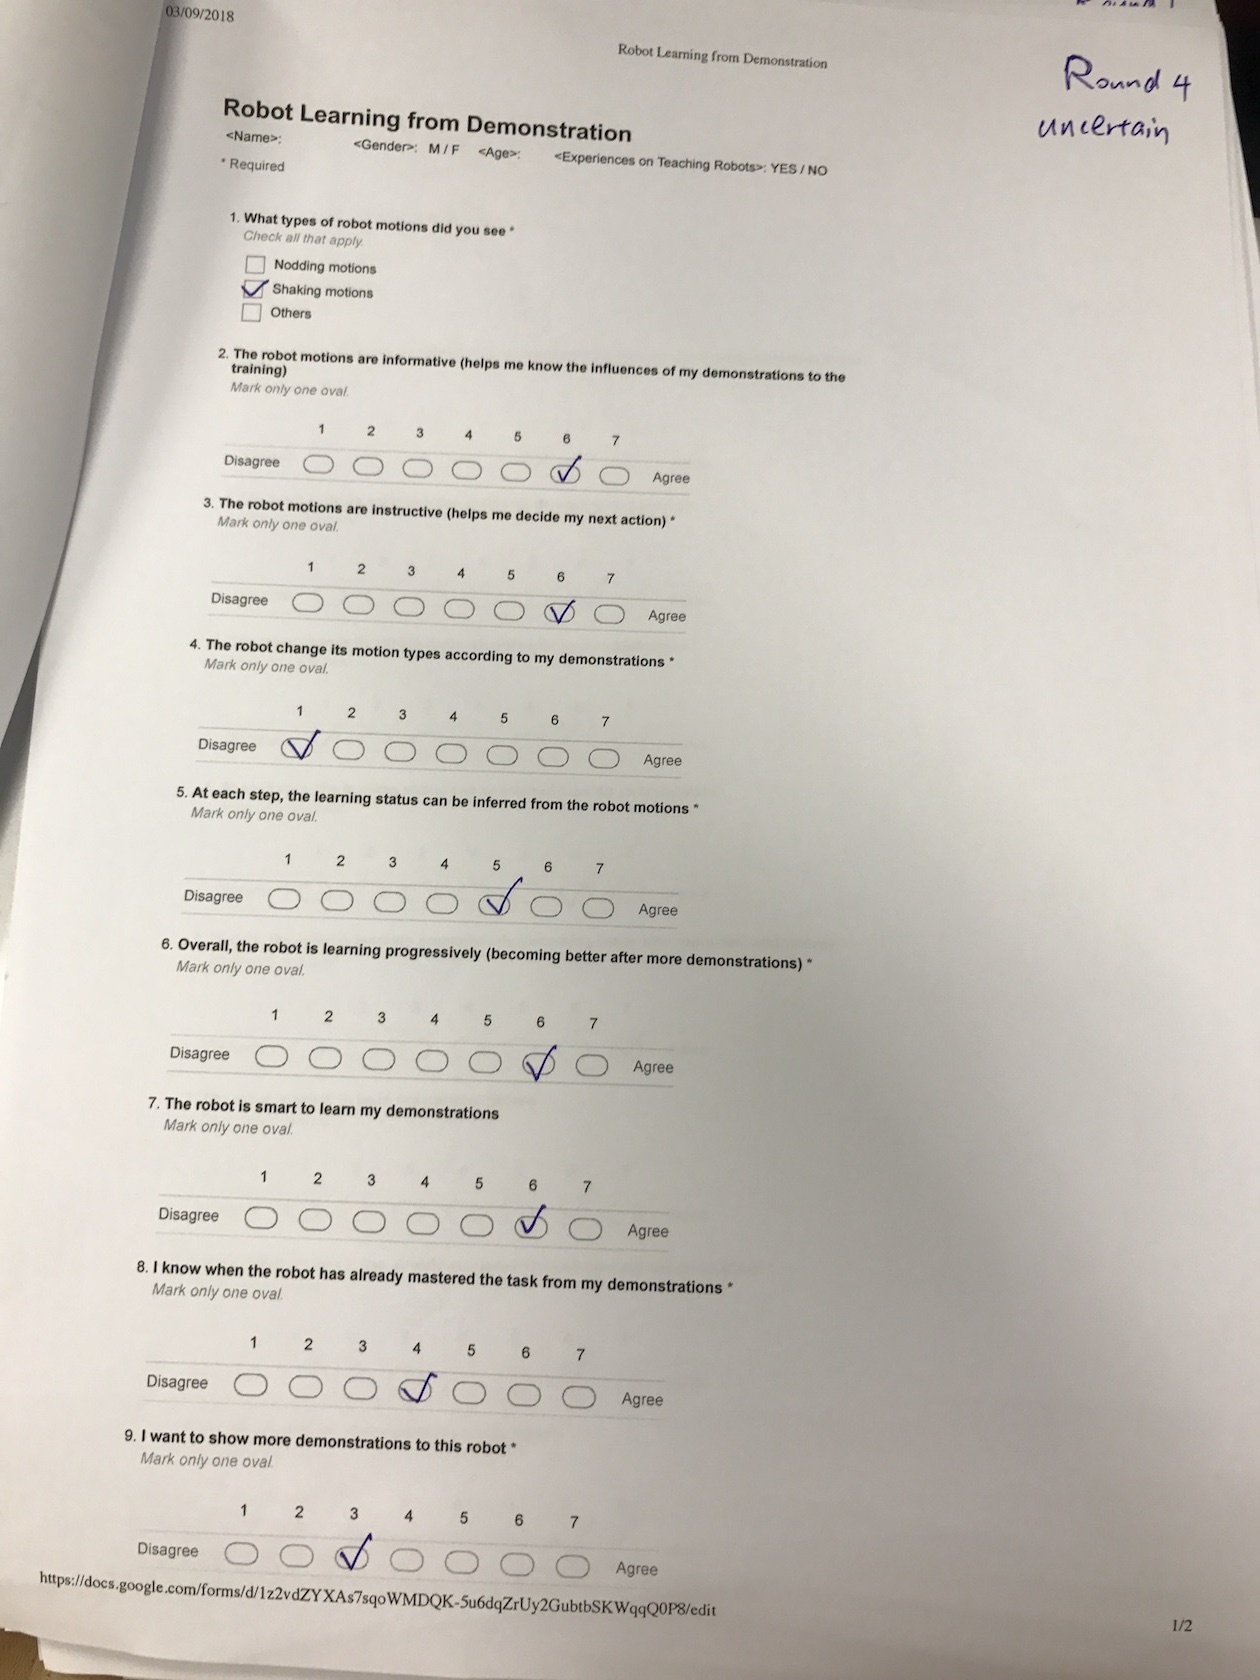 03/09/2018
Robot Learning from Demonstration
Round 4
uncertain
Robot Learning from Demonstration
<Name>: <Gender>: M / F <Age>: <Experiences on Teaching Robots>: YES / NO
* Required
1. What types of robot motions did you see *
Check all that apply.
Nodding motions
Shaking motions
Others
2. The robot motions are informative (helps me know the influences of my demonstrations to the
training)
Mark only one oval.
1 2 3 4 5 6 7
Disagree Agree
3. The robot motions are instructive (helps me decide my next action) *
Mark only one oval.
1 2 3 4 5 6 7
Disagree Agree
4. The robot change its motion types according to my demonstrations *
Mark only one oval.
1 2 3 4 5 6 7
Disagree Agree
5. At each step, the learning status can be inferred from the robot motions *
Mark only one oval.
1 2 3 4 5 6 7
Disagree Agree
6. Overall, the robot is learning progressively (becoming better after more demonstrations) *
Mark only one oval.
1 2 3 4 5 6 7
Disagree Agree
7. The robot is smart to learn my demonstrations
Mark only one oval.
1 2 3 4 5 6 7
Disagree Agree
8. I know when the robot has already mastered the task from my demonstrations *
Mark only one oval.
1 2 3 4 5 6 7
Disagree Agree
9. I want to show more demonstrations to this robot *
Mark only one oval.
1 2 3 4 5 6 7
Disagree Agree
https://docs.google.com/forms/d/1z2vdZYXAs7sqoWMDQK-5u6dqZrUy2GubtbSKWqqQ0P8/edit
1/2